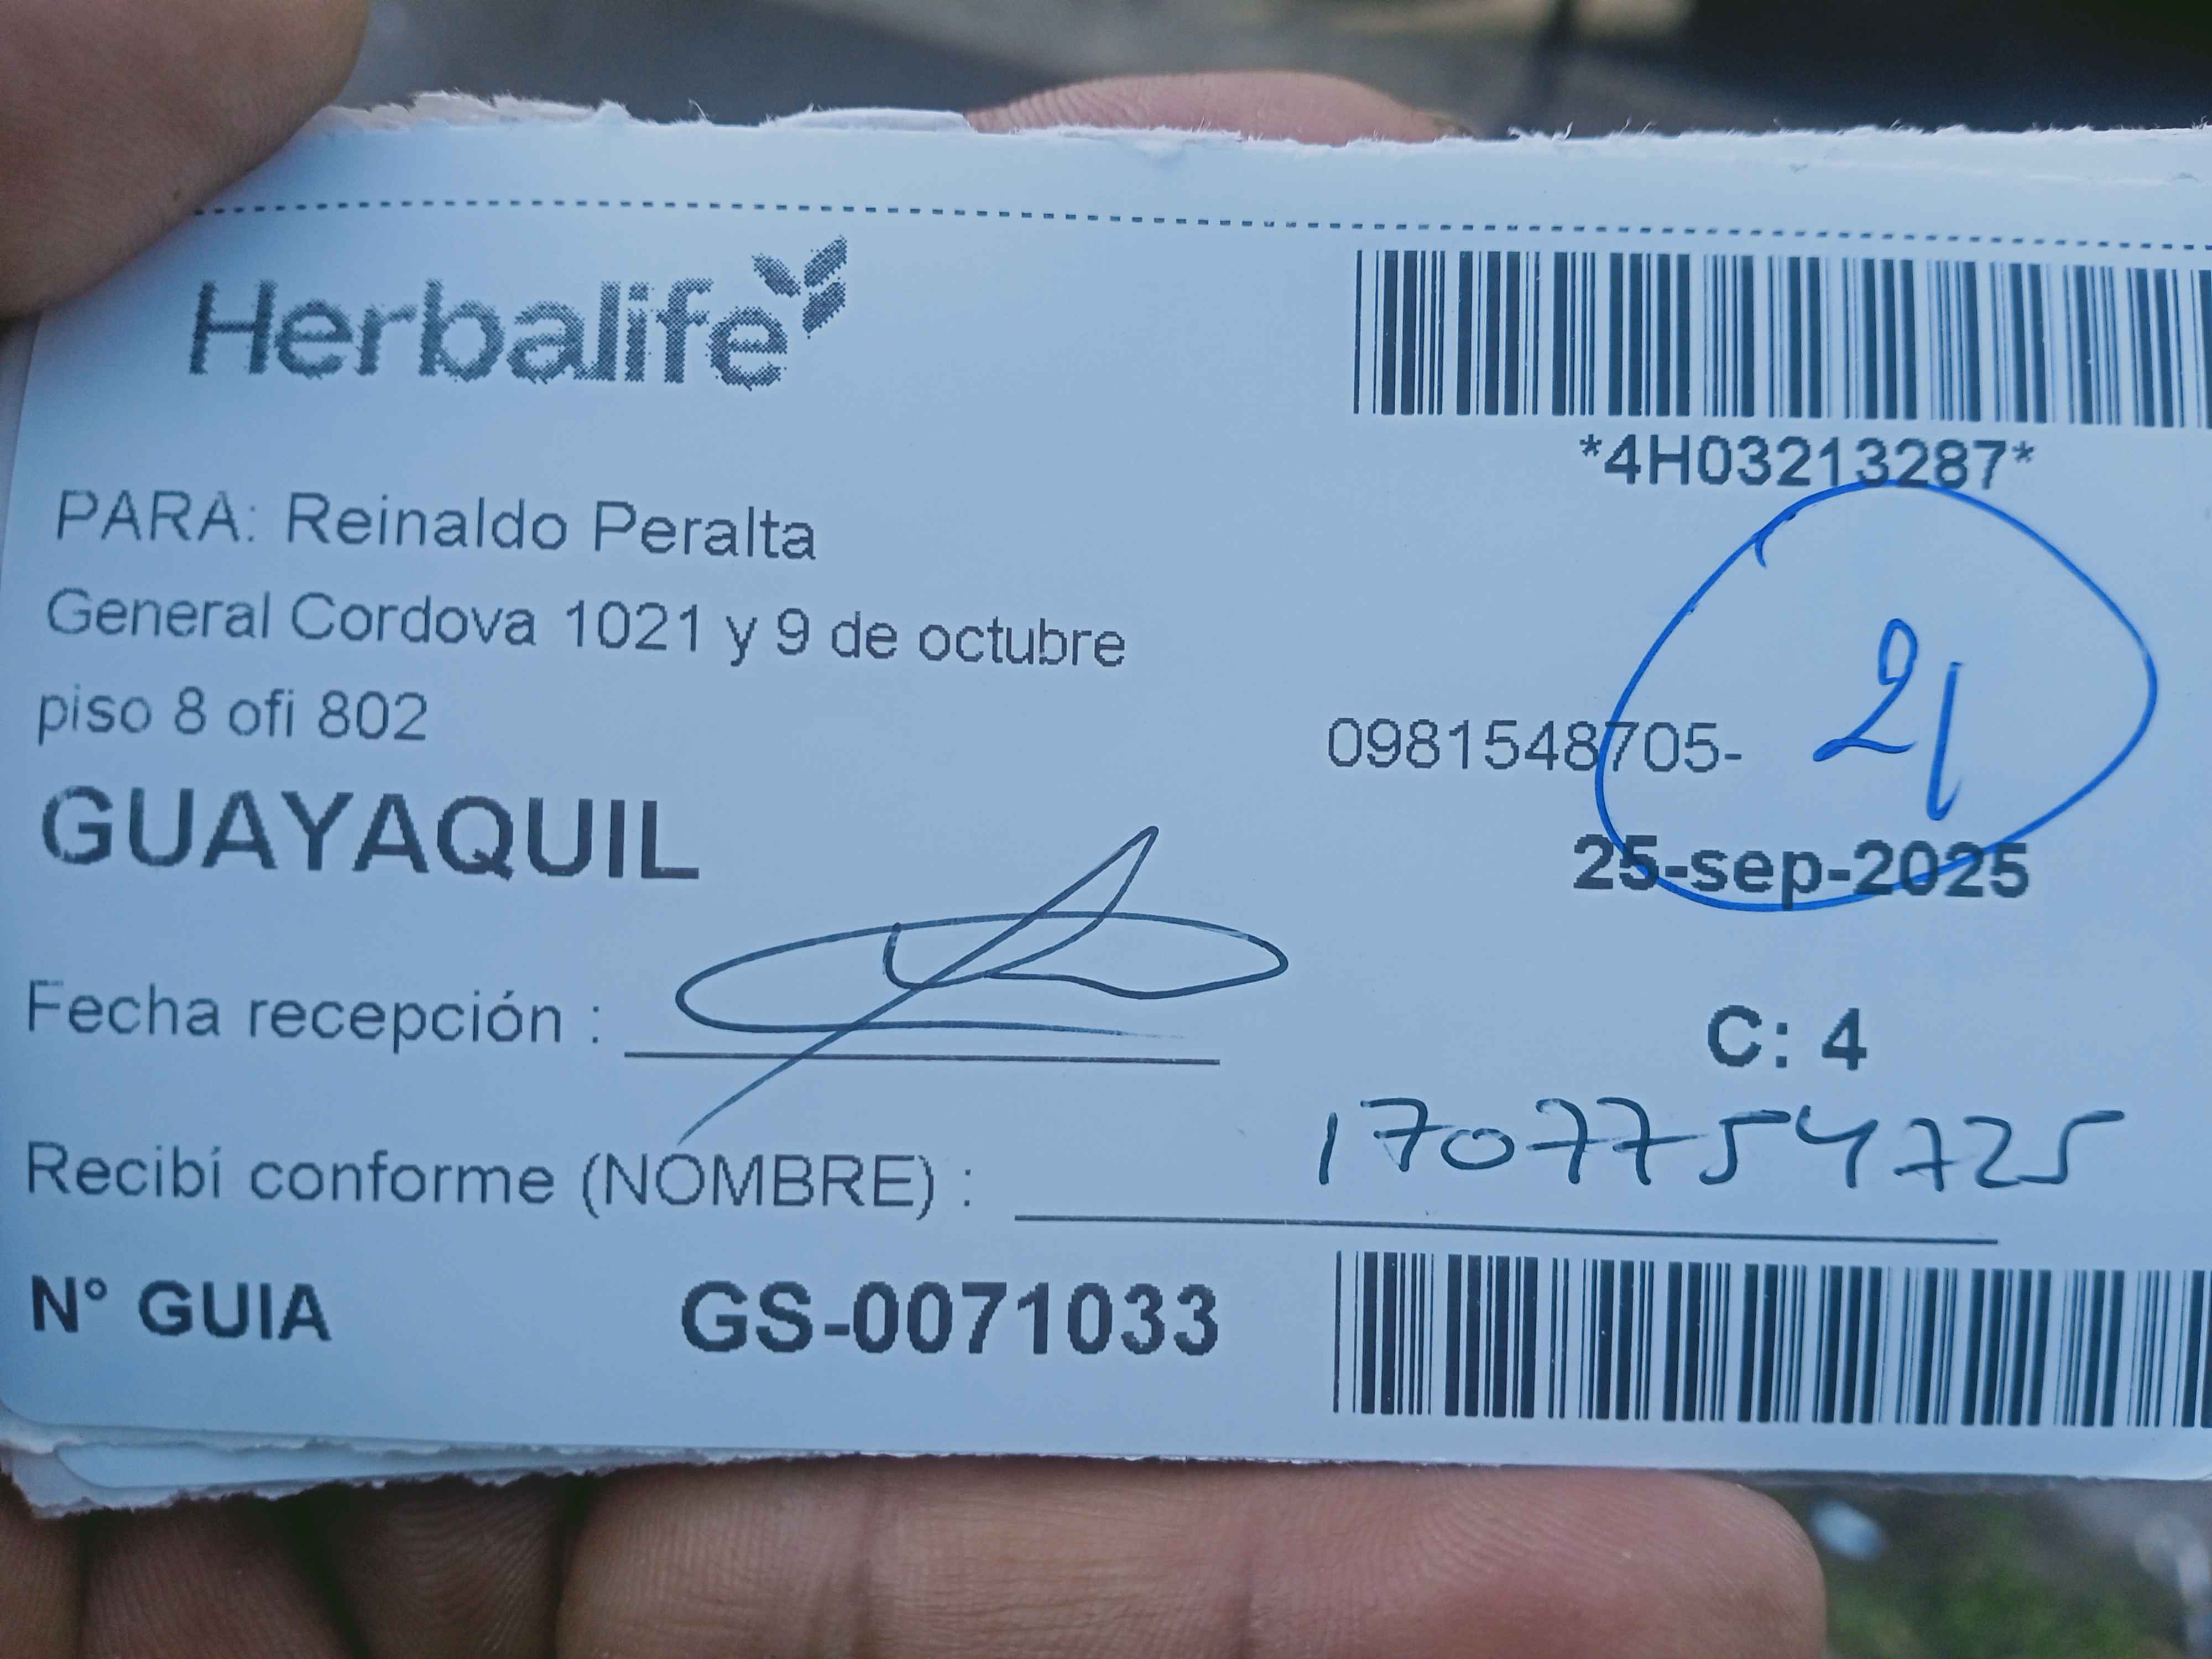 Herbalife
*4H03213287*
PARA: Reinaldo Peralta
General Cordova 1021 y 9 de octubre
piso 8 ofi 802
0981548705-
21
GUAYAQUIL
25-sep-2025
Fecha recepción :
C: 4
1707754725
Recibí conforme (NOMBRE) :
N° GUIA GS-0071033